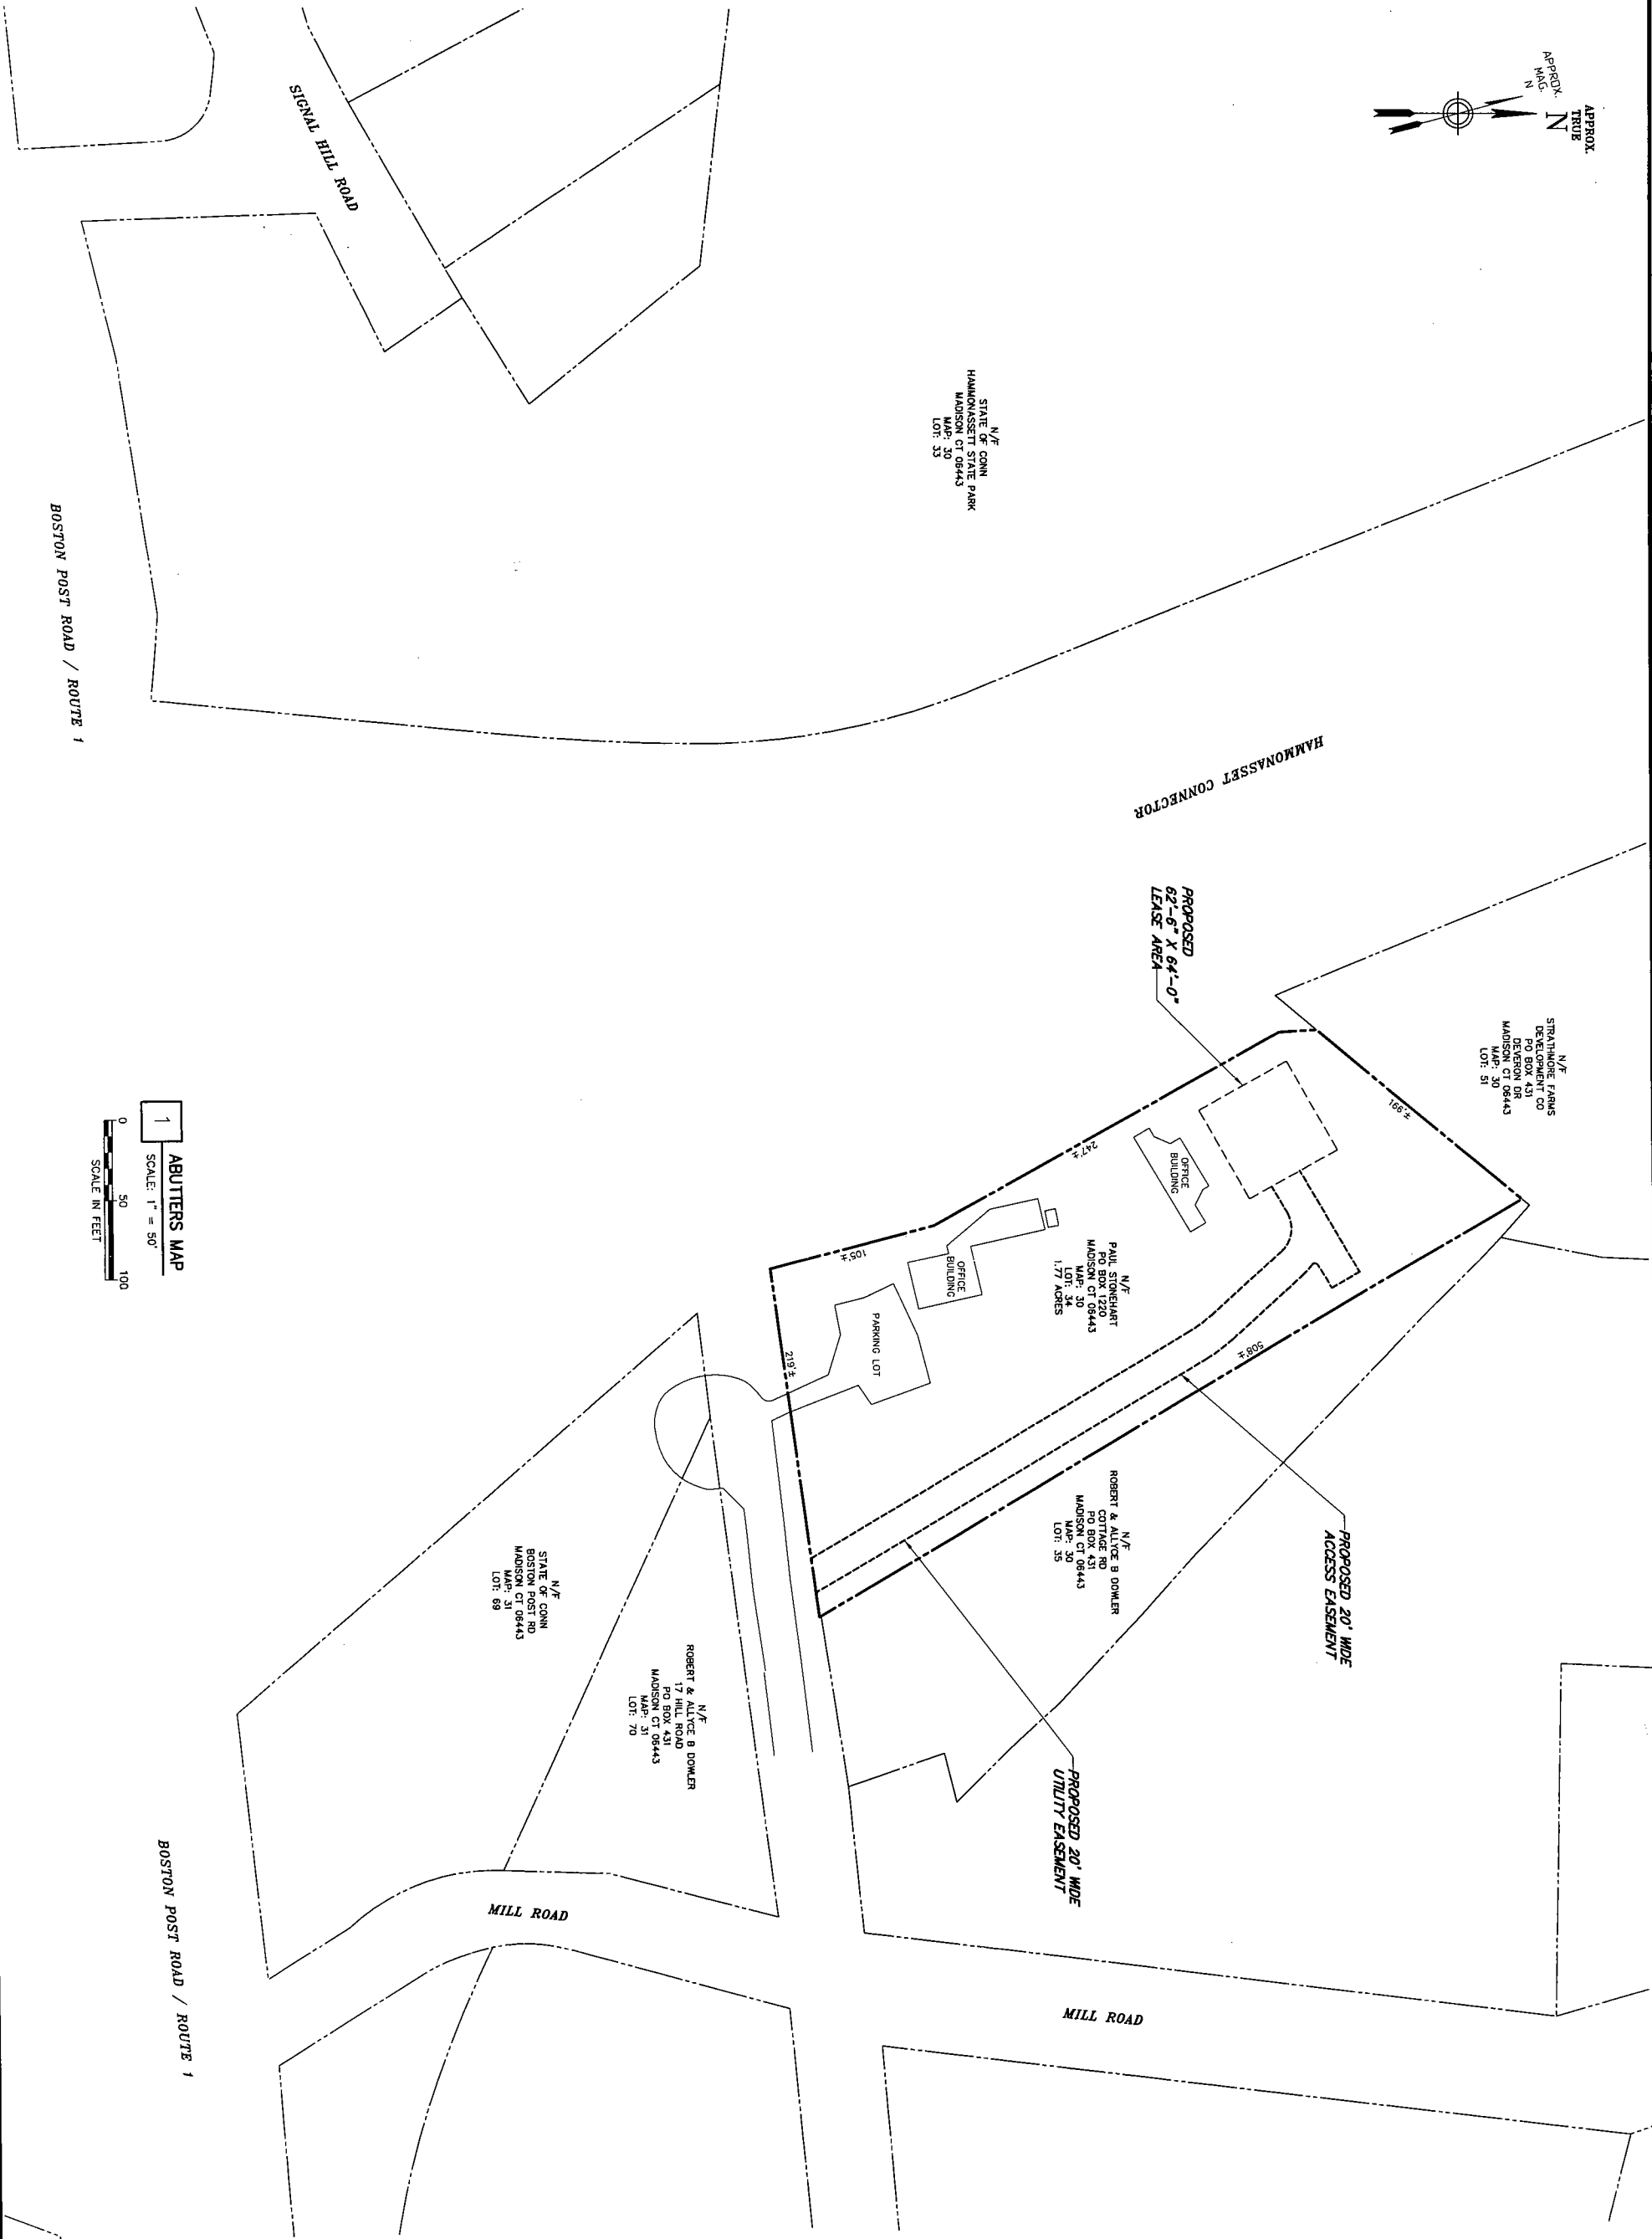 APPROX.
TRUE
N
APPROX.
MAG.
N
SIGNAL HILL ROAD
N/F
STATE OF CONN
HAMMONASSETT STATE PARK
MADISON CT 06443
MAP: 30
LOT: 33
BOSTON POST ROAD / ROUTE 1
HAMMONASSET CONNECTOR
N/F
STRATHMORE FARMS
DEVELOPMENT CO
PO BOX 431
DEVERON DR
MADISON CT 06443
MAP: 30
LOT: 51
PROPOSED
62'-6" X 64'-0"
LEASE AREA
166'±
247'±
OFFICE
BUILDING
105'±
OFFICE
BUILDING
N/F
PAUL STONEHART
PO BOX 1220
MADISON CT 06443
MAP: 30
LOT: 34
1.77 ACRES
PARKING LOT
219'±
508'±
PROPOSED 20' WIDE
ACCESS EASEMENT
N/F
ROBERT & ALLYCE B DOWLER
COTTAGE RD
PO BOX 431
MADISON CT 06443
MAP: 30
LOT: 35
PROPOSED 20' WIDE
UTILITY EASEMENT
N/F
STATE OF CONN
BOSTON POST RD
MADISON CT 06443
MAP: 31
LOT: 69
N/F
ROBERT & ALLYCE B DOWLER
17 HILL ROAD
PO BOX 431
MADISON CT 06443
MAP: 31
LOT: 70
MILL ROAD
MILL ROAD
BOSTON POST ROAD / ROUTE 1
1
ABUTTERS MAP
SCALE: 1" = 50'
0 50 100
SCALE IN FEET